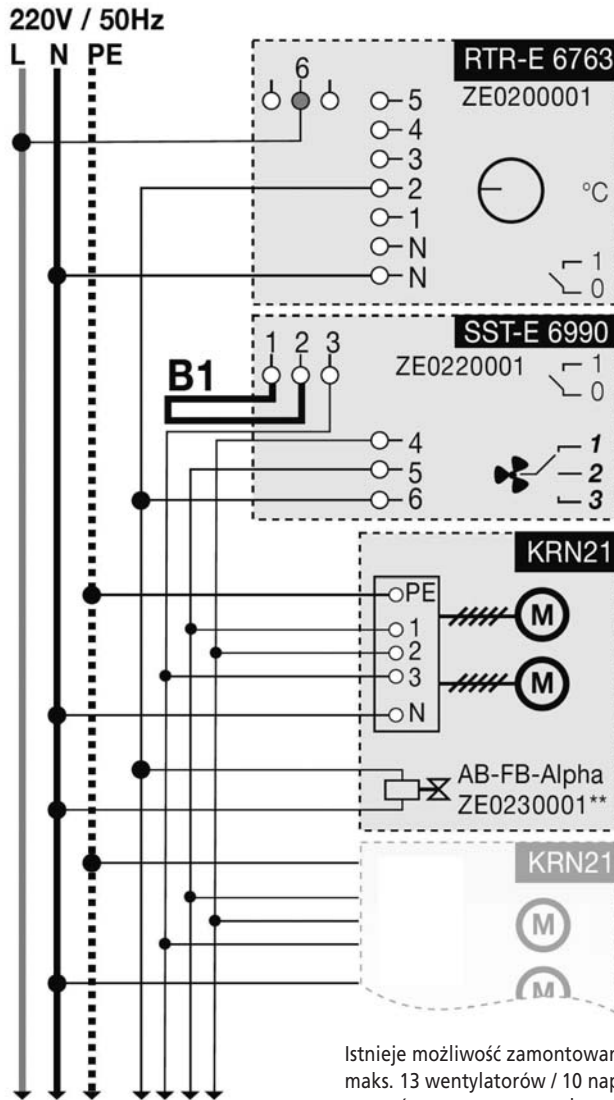 220V / 50Hz
L N PE
RTR-E 6763
ZE0200001
6
5
4
3
2
1
N
N
°C
1
0
SST-E 6990
ZE0220001
1 2 3
1
0
B1
4
5
6
1
2
3
KRN21
PE
1
2
3
N
M
M
AB-FB-Alpha
ZE0230001**
KRN21
M
M
Istnieje możliwość zamontowan
maks. 13 wentylatorów / 10 nap